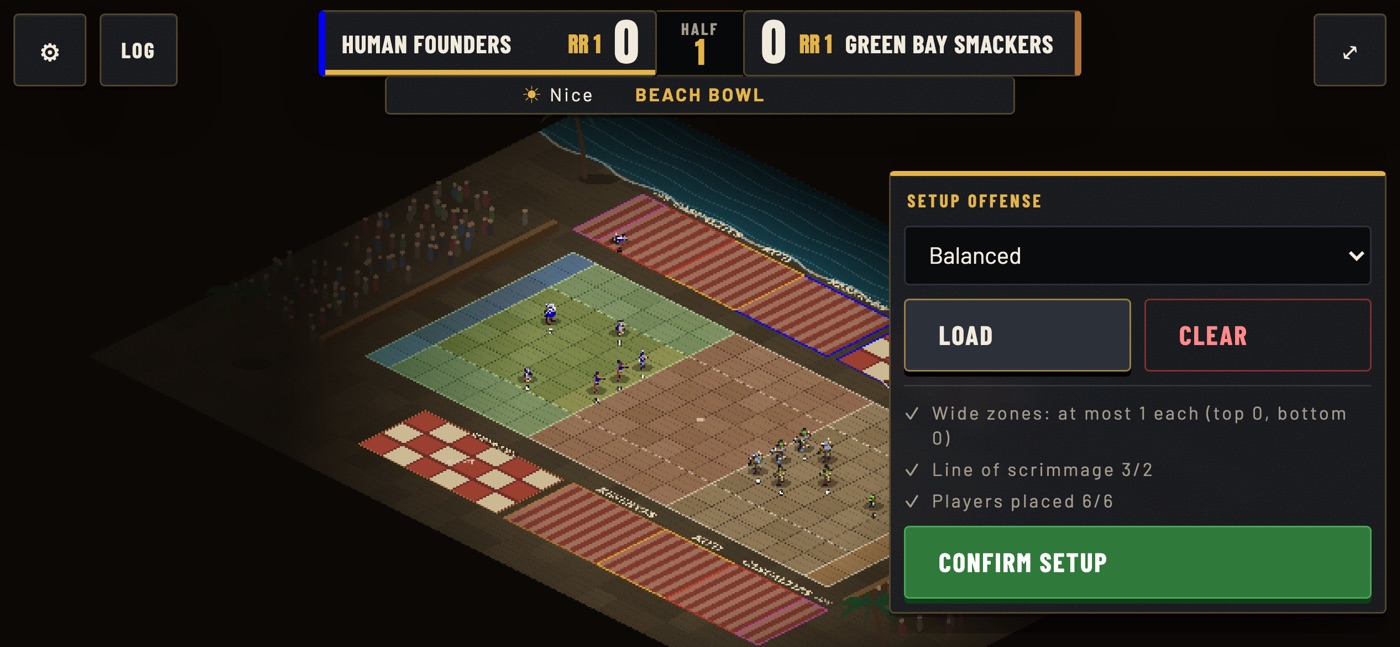 LOG
HUMAN FOUNDERS RR 1 0
HALF
1
0 RR 1 GREEN BAY SMACKERS
Nice BEACH BOWL
SETUP OFFENSE
Balanced
LOAD CLEAR
✓ Wide zones: at most 1 each (top 0, bottom
0)
✓ Line of scrimmage 3/2
✓ Players placed 6/6
CONFIRM SETUP